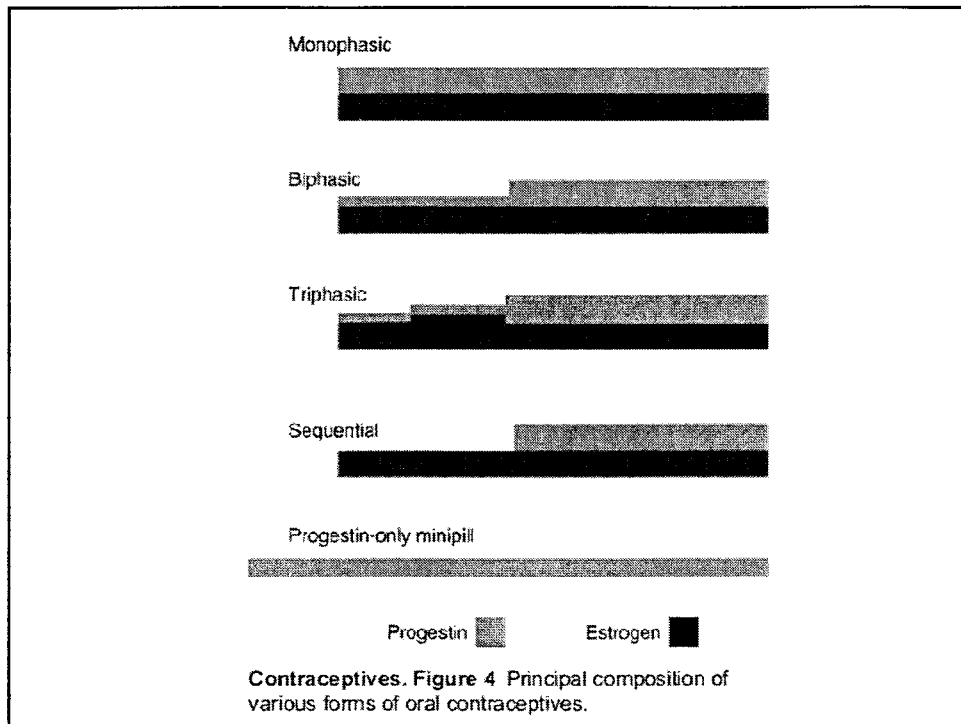 Monophasic
Biphasic
Triphasic
Sequential
Progestin-only minipill
Progestin Estrogen
Contraceptives. Figure 4 Principal composition of
various forms of oral contraceptives.